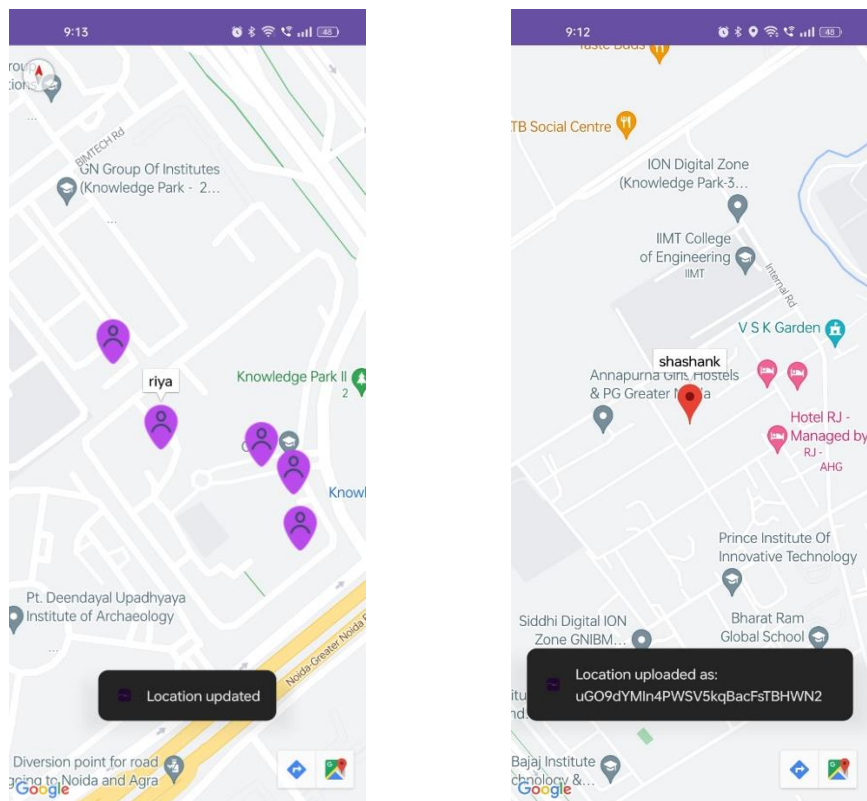 9:13
48
BIMTECH Rd
GN Group Of Institutes
(Knowledge Park - 2...
...
...
riya
Knowledge Park II
2
Pt. Deendayal Upadhyaya
Institute of Archaeology
...
Noida-Greater Noida
Location updated
Diversion point for road
going to Noida and Agra
Google
9:12
48
Taste Buds
TB Social Centre
ION Digital Zone
(Knowledge Park-3...
IIMT College
of Engineering
IIMT
Internal Rd
V S K Garden
shashank
Annapurna Girls Hostels
& PG Greater
Hotel RJ -
Managed by
RJ -
AHG
Prince Institute Of
Innovative Technology
Siddhi Digital ION
Zone GNIBM...
Bharat Ram
Global School
Location uploaded as:
uGO9dYMIn4PWSV5kqBacFsTBHWN2
Bajaj Institute
Google